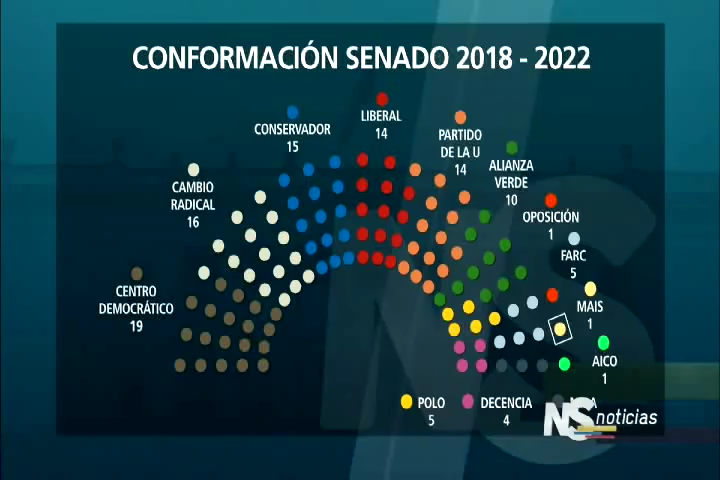 CONFORMACIÓN SENADO 2018 - 2022
LIBERAL
14
CONSERVADOR
15
PARTIDO
DE LA U
14
ALIANZA
VERDE
10
CAMBIO
RADICAL
16
OPOSICIÓN
1
FARC
5
CENTRO
DEMOCRÁTICO
19
MAIS
1
AICO
1
POLO
5
DECENCIA
4
NS noticias